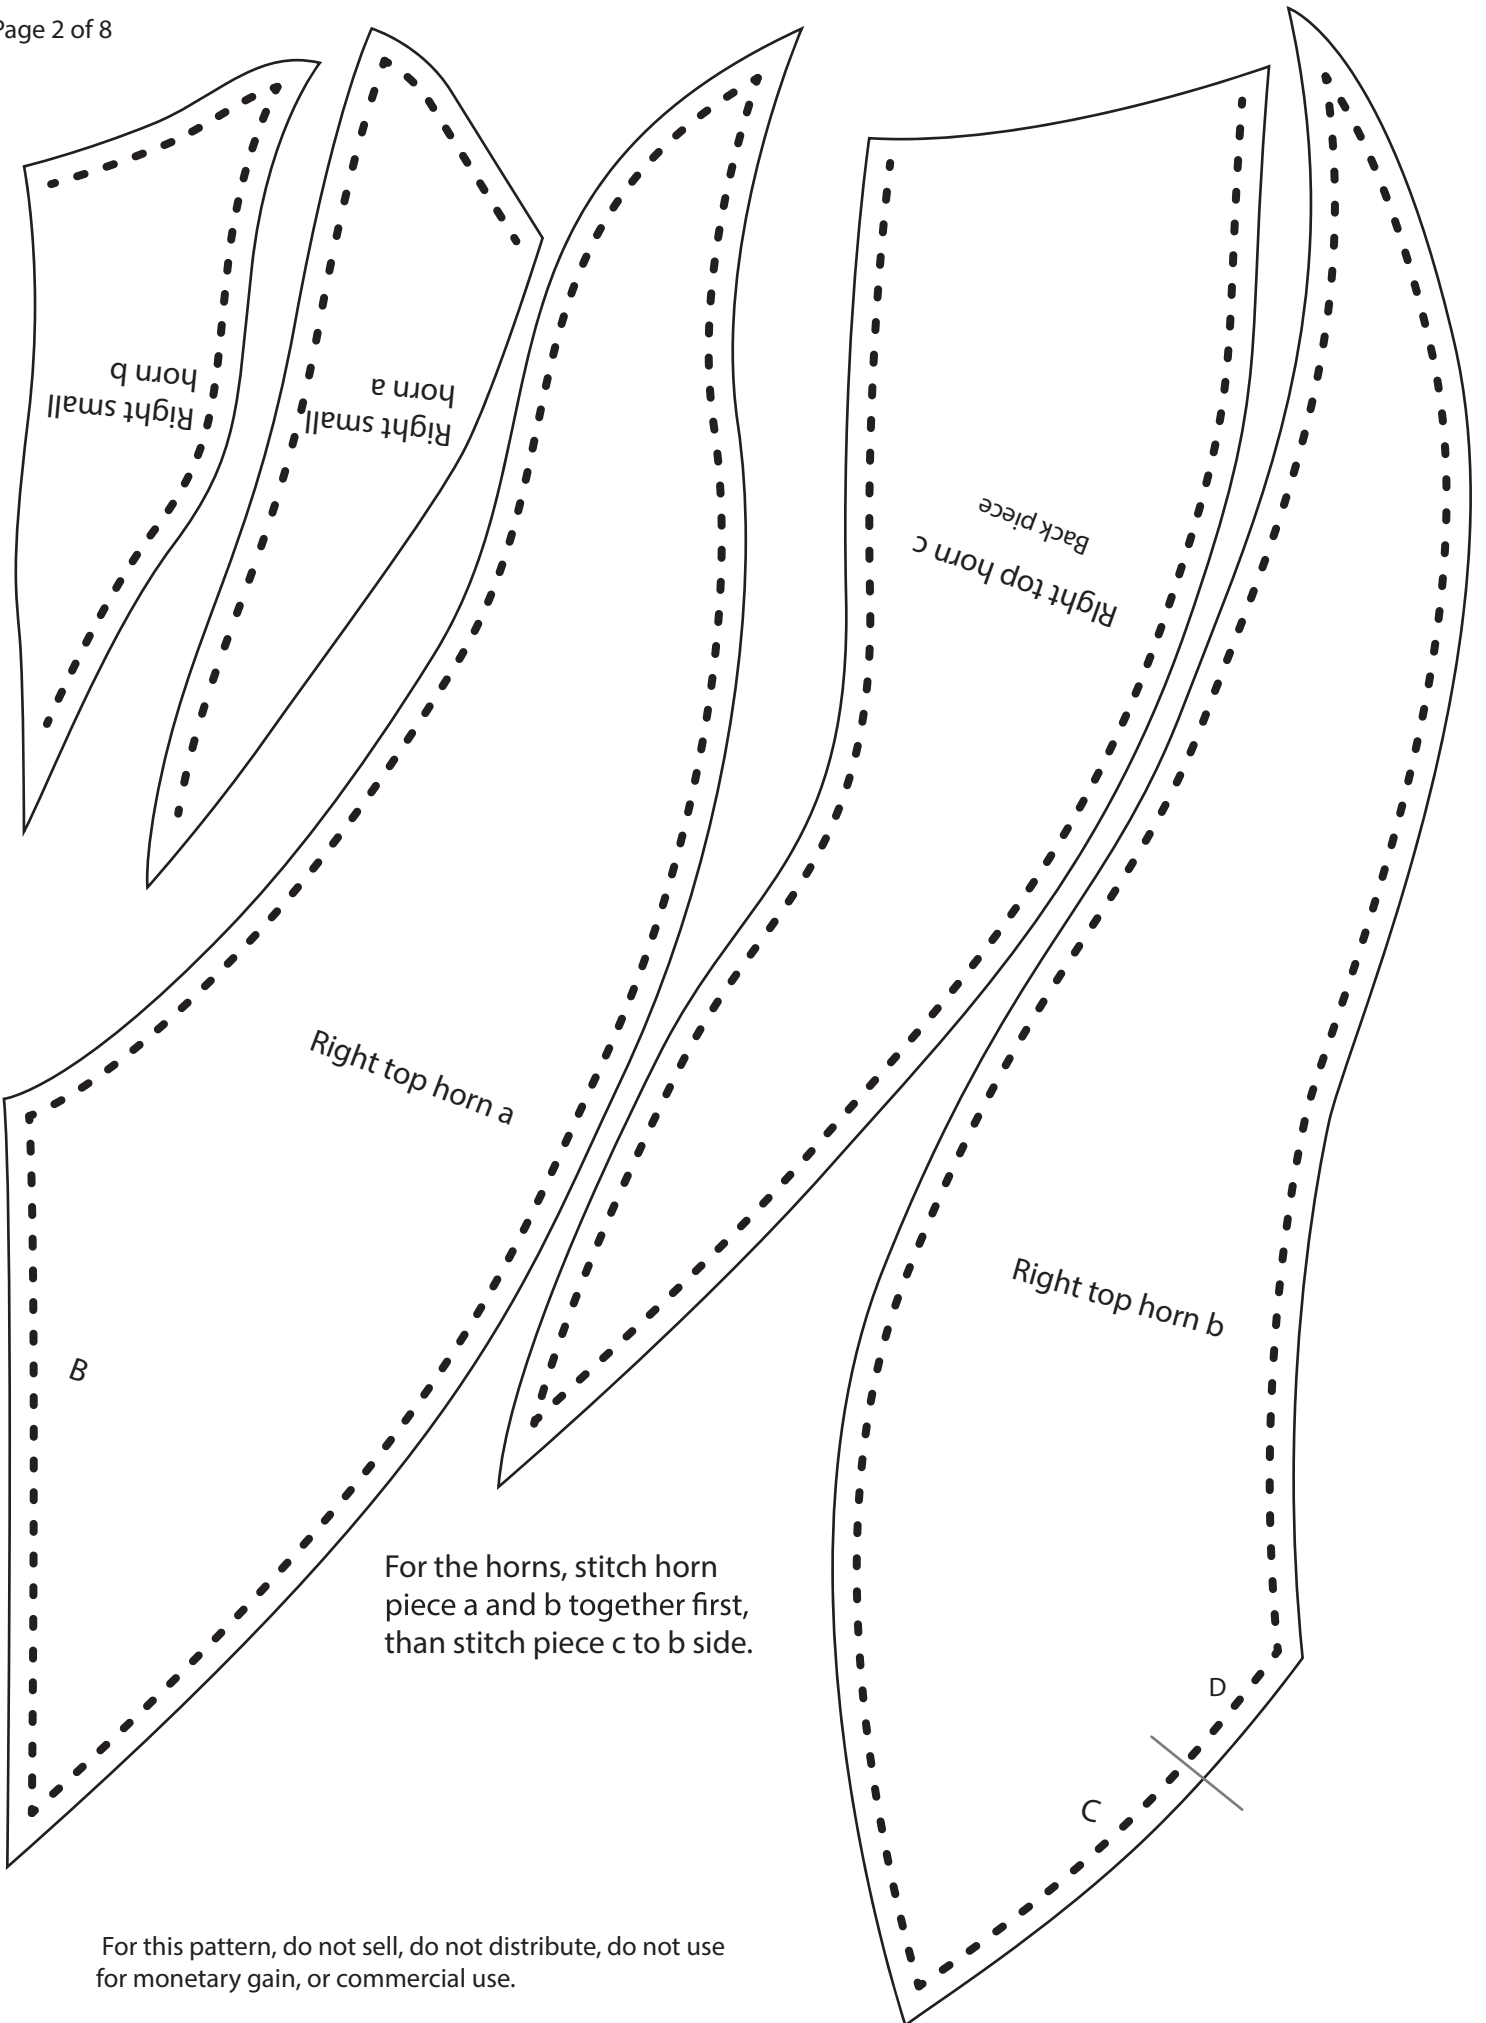 Page 2 of 8
Right small
horn b
Right small
horn a
RIght top horn c
Back piece
Right top horn a
B
Right top horn b
For the horns, stitch horn
piece a and b together first,
than stitch piece c to b side.
D
C
For this pattern, do not sell, do not distribute, do not use
for monetary gain, or commercial use.